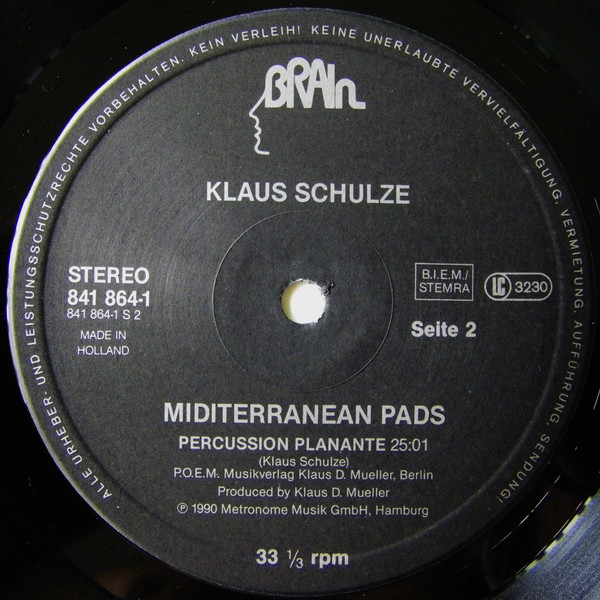 ALLE URHEBER- UND LEISTUNGSSCHUTZRECHTE VORBEHALTEN. KEIN VERLEIH! KEINE UNERLAUBTE VERVIELFÄLTIGUNG, VERMIETUNG, AUFFÜHRUNG, SENDUNG!
BRAIn
KLAUS SCHULZE
STEREO
841 864-1
841 864-1 S 2
MADE IN
HOLLAND
B.I.E.M./
STEMRA
LC 3230
Seite 2
MIDITERRANEAN PADS
PERCUSSION PLANANTE 25:01
(Klaus Schulze)
P.O.E.M. Musikverlag Klaus D. Mueller, Berlin
Produced by Klaus D. Mueller
℗ 1990 Metronome Musik GmbH, Hamburg
33 ⅓ rpm